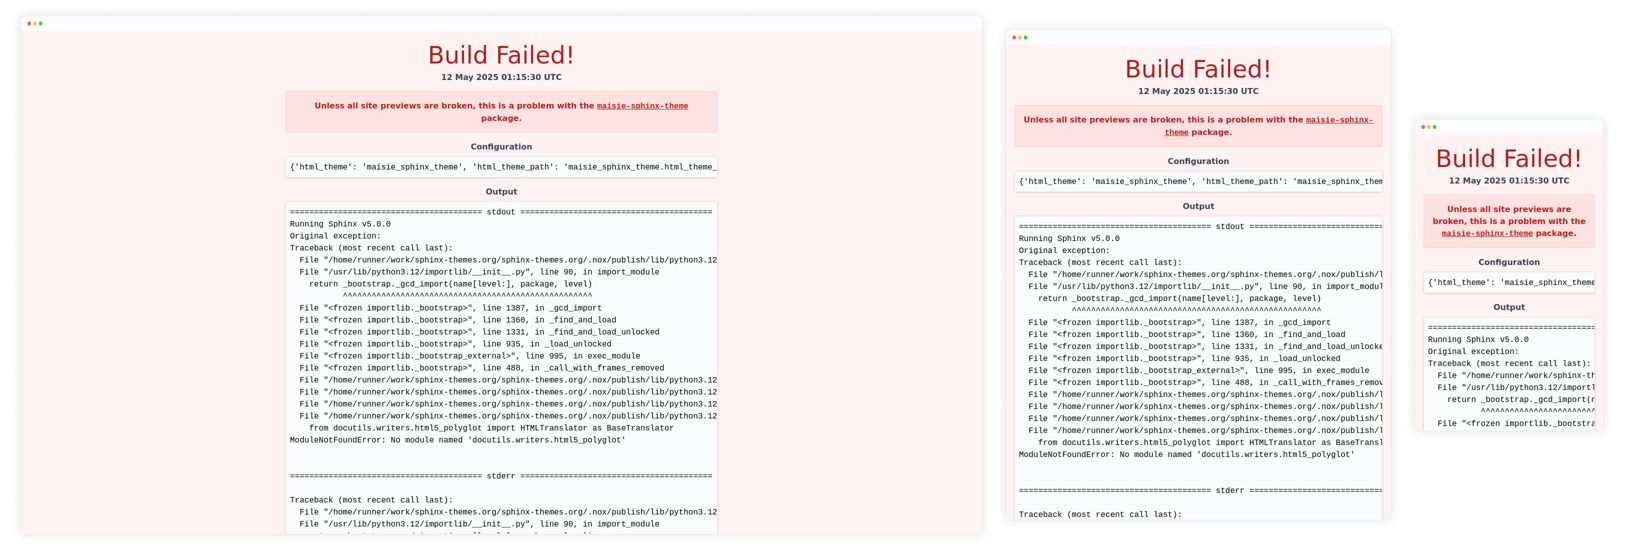 Build Failed!
12 May 2025 01:15:30 UTC
Unless all site previews are broken, this is a problem with the maisie-sphinx-theme
package.
Configuration
{'html_theme': 'maisie_sphinx_theme', 'html_theme_path': 'maisie_sphinx_theme.html_theme_
Output
======================================== stdout ========================================
Running Sphinx v5.0.0
Original exception:
Traceback (most recent call last):
  File "/home/runner/work/sphinx-themes.org/sphinx-themes.org/.nox/publish/lib/python3.12
  File "/usr/lib/python3.12/importlib/__init__.py", line 90, in import_module
    return _bootstrap._gcd_import(name[level:], package, level)
           ^^^^^^^^^^^^^^^^^^^^^^^^^^^^^^^^^^^^^^^^^^^^^^^^^^^^
  File "<frozen importlib._bootstrap>", line 1387, in _gcd_import
  File "<frozen importlib._bootstrap>", line 1360, in _find_and_load
  File "<frozen importlib._bootstrap>", line 1331, in _find_and_load_unlocked
  File "<frozen importlib._bootstrap>", line 935, in _load_unlocked
  File "<frozen importlib._bootstrap_external>", line 995, in exec_module
  File "<frozen importlib._bootstrap>", line 488, in _call_with_frames_removed
  File "/home/runner/work/sphinx-themes.org/sphinx-themes.org/.nox/publish/lib/python3.12
  File "/home/runner/work/sphinx-themes.org/sphinx-themes.org/.nox/publish/lib/python3.12
  File "/home/runner/work/sphinx-themes.org/sphinx-themes.org/.nox/publish/lib/python3.12
  File "/home/runner/work/sphinx-themes.org/sphinx-themes.org/.nox/publish/lib/python3.12
    from docutils.writers.html5_polyglot import HTMLTranslator as BaseTranslator
ModuleNotFoundError: No module named 'docutils.writers.html5_polyglot'
======================================== stderr ========================================
Traceback (most recent call last):
  File "/home/runner/work/sphinx-themes.org/sphinx-themes.org/.nox/publish/lib/python3.12
  File "/usr/lib/python3.12/importlib/__init__.py", line 90, in import_module
Build Failed!
12 May 2025 01:15:30 UTC
Unless all site previews are broken, this is a problem with the maisie-sphinx-
theme package.
Configuration
{'html_theme': 'maisie_sphinx_theme', 'html_theme_path': 'maisie_sphinx_them
Output
======================================== stdout ============================
Running Sphinx v5.0.0
Original exception:
Traceback (most recent call last):
  File "/home/runner/work/sphinx-themes.org/sphinx-themes.org/.nox/publish/l
  File "/usr/lib/python3.12/importlib/__init__.py", line 90, in import_modul
    return _bootstrap._gcd_import(name[level:], package, level)
           ^^^^^^^^^^^^^^^^^^^^^^^^^^^^^^^^^^^^^^^^^^^^^^^^^^^^
  File "<frozen importlib._bootstrap>", line 1387, in _gcd_import
  File "<frozen importlib._bootstrap>", line 1360, in _find_and_load
  File "<frozen importlib._bootstrap>", line 1331, in _find_and_load_unlocke
  File "<frozen importlib._bootstrap>", line 935, in _load_unlocked
  File "<frozen importlib._bootstrap_external>", line 995, in exec_module
  File "<frozen importlib._bootstrap>", line 488, in _call_with_frames_remov
  File "/home/runner/work/sphinx-themes.org/sphinx-themes.org/.nox/publish/l
  File "/home/runner/work/sphinx-themes.org/sphinx-themes.org/.nox/publish/l
  File "/home/runner/work/sphinx-themes.org/sphinx-themes.org/.nox/publish/l
  File "/home/runner/work/sphinx-themes.org/sphinx-themes.org/.nox/publish/l
    from docutils.writers.html5_polyglot import HTMLTranslator as BaseTransl
ModuleNotFoundError: No module named 'docutils.writers.html5_polyglot'
======================================== stderr ============================
Traceback (most recent call last):
Build Failed!
12 May 2025 01:15:30 UTC
Unless all site previews are
broken, this is a problem with the
maisie-sphinx-theme package.
Configuration
{'html_theme': 'maisie_sphinx_theme
Output
===================================
Running Sphinx v5.0.0
Original exception:
Traceback (most recent call last):
  File "/home/runner/work/sphinx-th
  File "/usr/lib/python3.12/importl
    return _bootstrap._gcd_import(n
           ^^^^^^^^^^^^^^^^^^^^^^^^
  File "<frozen importlib._bootstra